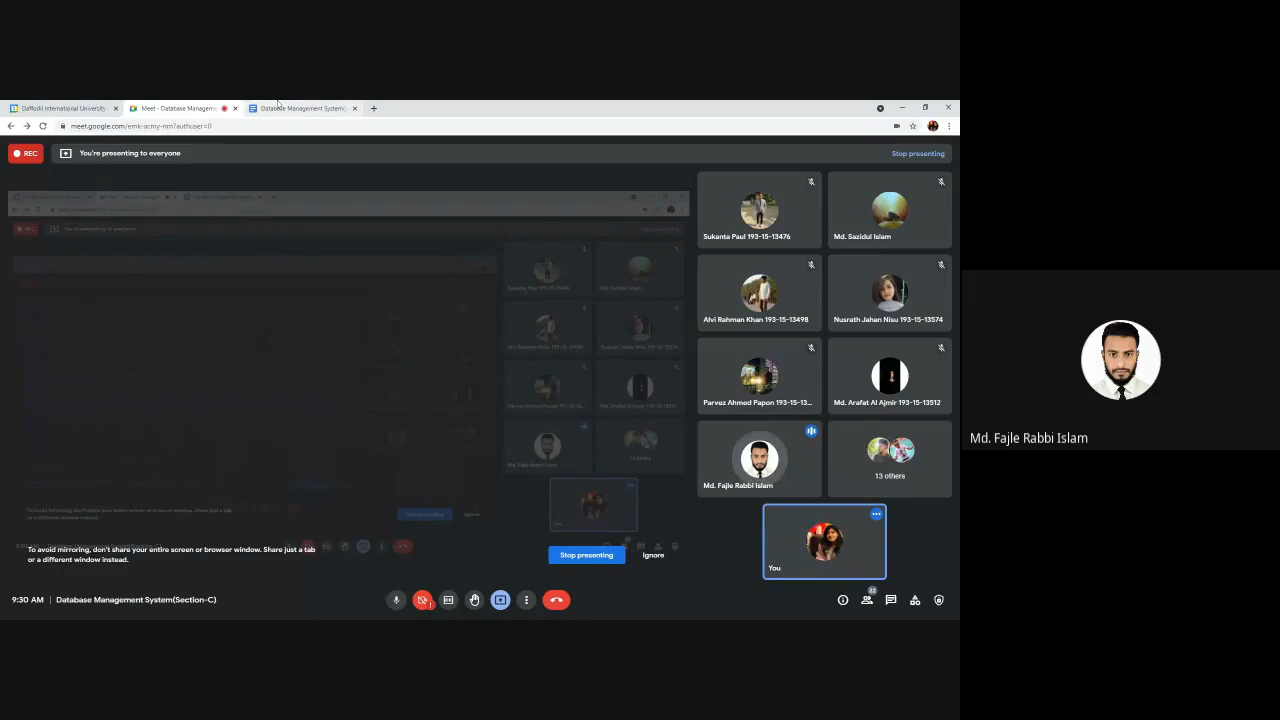 Daffodil International University
Meet - Database Managem
Database Management System(
meet.google.com/emk-acmy-nrr?authuser=0
REC
You're presenting to everyone
Stop presenting
Sukanta Paul 193-15-13476
Md. Sazidul Islam
Alvi Rahman Khan 193-15-13498
Nusrath Jahan Nisu 193-15-13574
Parvez Ahmed Papon 193-15-13...
Md. Arafat Al Ajmir 193-15-13512
Md. Fajle Rabbi Islam
13 others
You
Md. Fajle Rabbi Islam
To avoid mirroring, don't share your entire screen or browser window. Share just a tab
or a different window instead.
Stop presenting
Ignore
9:30 AM | Database Management System(Section-C)
22